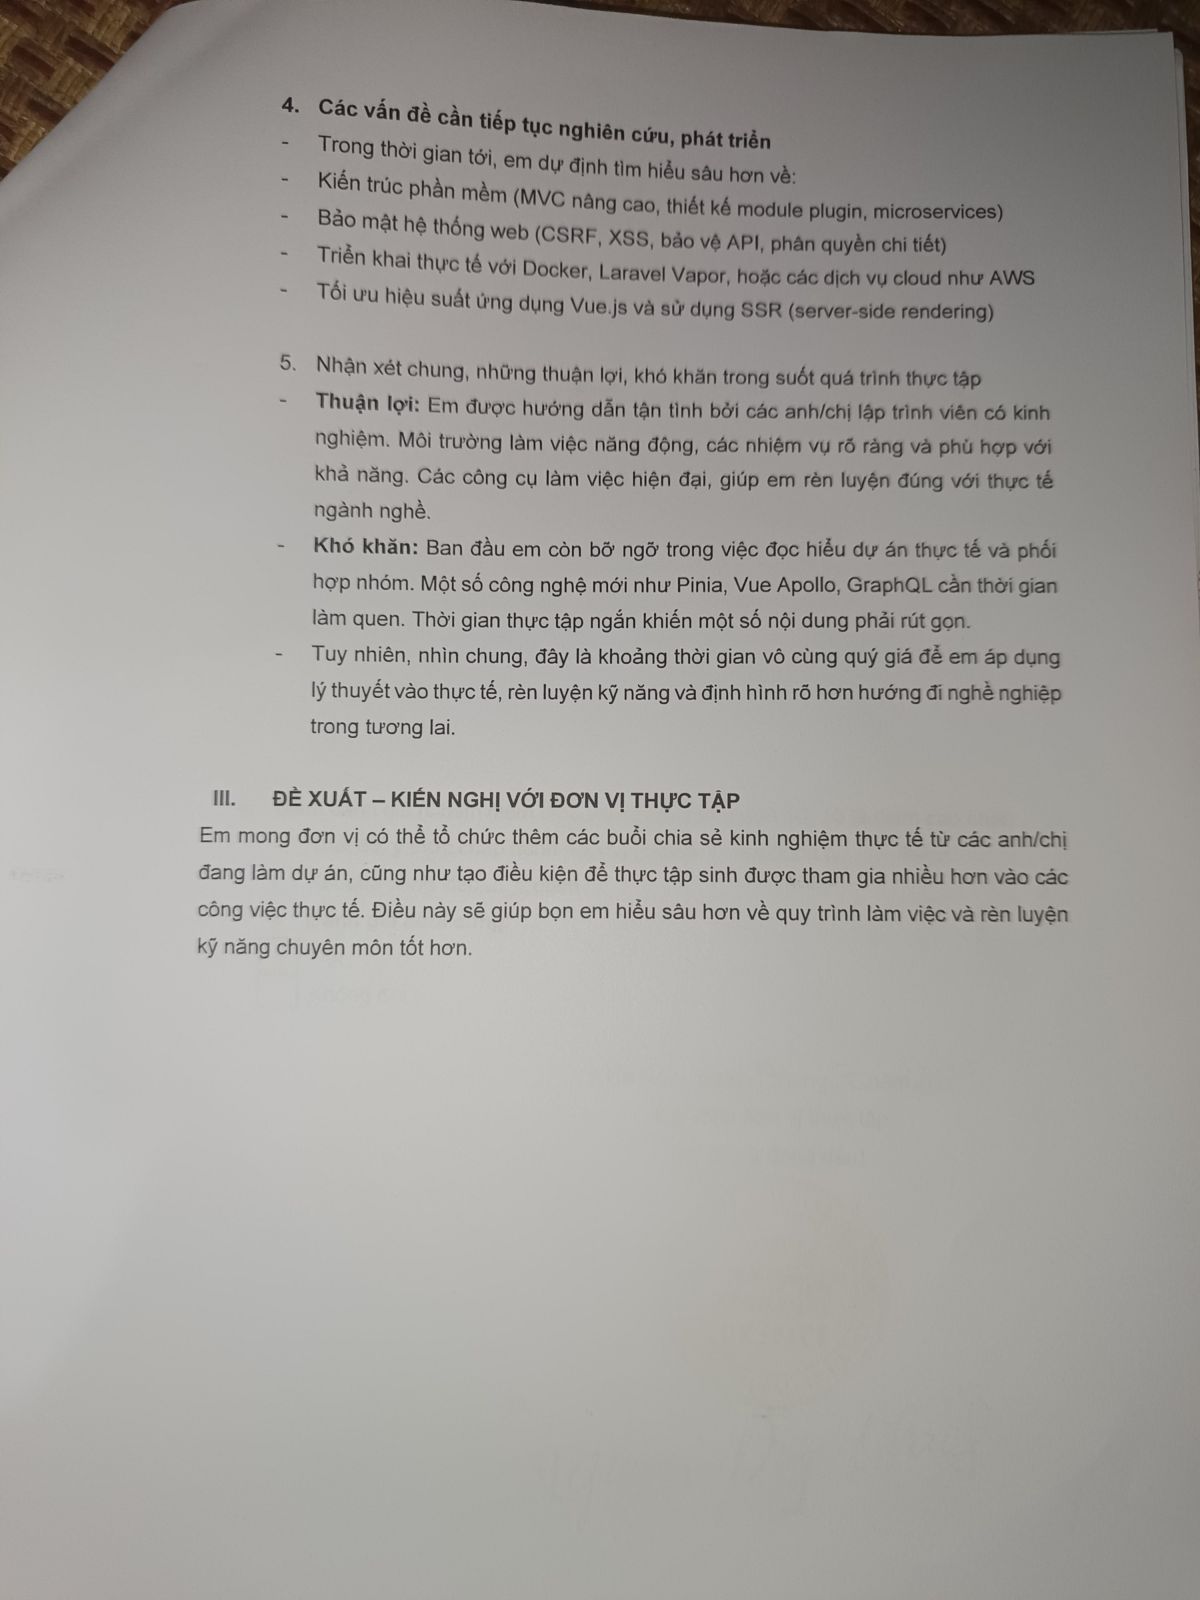 4. Các vấn đề cần tiếp tục nghiên cứu, phát triển
- Trong thời gian tới, em dự định tìm hiểu sâu hơn về:
- Kiến trúc phần mềm (MVC nâng cao, thiết kế module plugin, microservices)
- Bảo mật hệ thống web (CSRF, XSS, bảo vệ API, phân quyền chi tiết)
- Triển khai thực tế với Docker, Laravel Vapor, hoặc các dịch vụ cloud như AWS
- Tối ưu hiệu suất ứng dụng Vue.js và sử dụng SSR (server-side rendering)
5. Nhận xét chung, những thuận lợi, khó khăn trong suốt quá trình thực tập
- Thuận lợi: Em được hướng dẫn tận tình bởi các anh/chị lập trình viên có kinh
nghiệm. Môi trường làm việc năng động, các nhiệm vụ rõ ràng và phù hợp với
khả năng. Các công cụ làm việc hiện đại, giúp em rèn luyện đúng với thực tế
ngành nghề.
- Khó khăn: Ban đầu em còn bỡ ngỡ trong việc đọc hiểu dự án thực tế và phối
hợp nhóm. Một số công nghệ mới như Pinia, Vue Apollo, GraphQL cần thời gian
làm quen. Thời gian thực tập ngắn khiến một số nội dung phải rút gọn.
- Tuy nhiên, nhìn chung, đây là khoảng thời gian vô cùng quý giá để em áp dụng
lý thuyết vào thực tế, rèn luyện kỹ năng và định hình rõ hơn hướng đi nghề nghiệp
trong tương lai.
III. ĐỀ XUẤT – KIẾN NGHỊ VỚI ĐƠN VỊ THỰC TẬP
Em mong đơn vị có thể tổ chức thêm các buổi chia sẻ kinh nghiệm thực tế từ các anh/chị
đang làm dự án, cũng như tạo điều kiện để thực tập sinh được tham gia nhiều hơn vào các
công việc thực tế. Điều này sẽ giúp bọn em hiểu sâu hơn về quy trình làm việc và rèn luyện
kỹ năng chuyên môn tốt hơn.